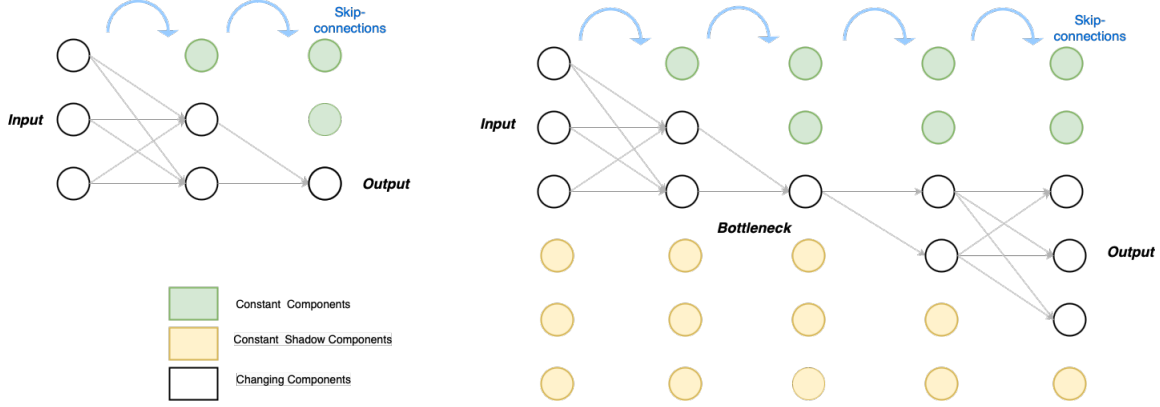 Skip-
connections
Input
Output
Skip-
connections
Input
Bottleneck
Output
Constant Components
Constant Shadow Components
Changing Components